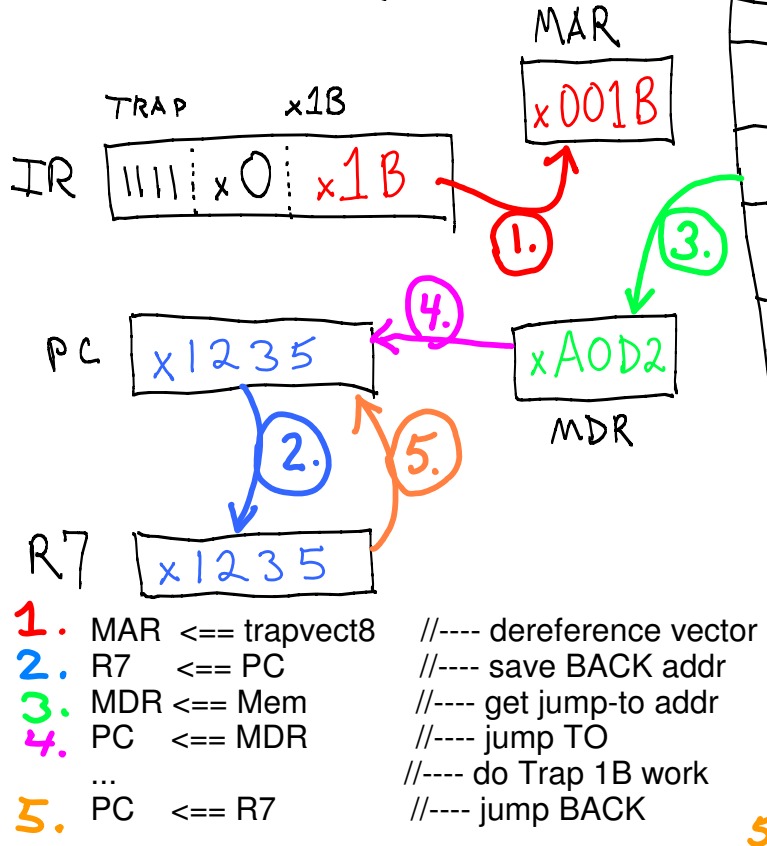 MAR
x001B
TRAP x1B
IR 1111 x0 x1B
1.
3.
4.
PC x1235
xA0D2
MDR
2.
5.
R7 x1235
1. MAR <== trapvect8 //---- dereference vector
2. R7 <== PC //---- save BACK addr
3. MDR <== Mem //---- get jump-to addr
4. PC <== MDR //---- jump TO
... //---- do Trap 1B work
5. PC <== R7 //---- jump BACK
5